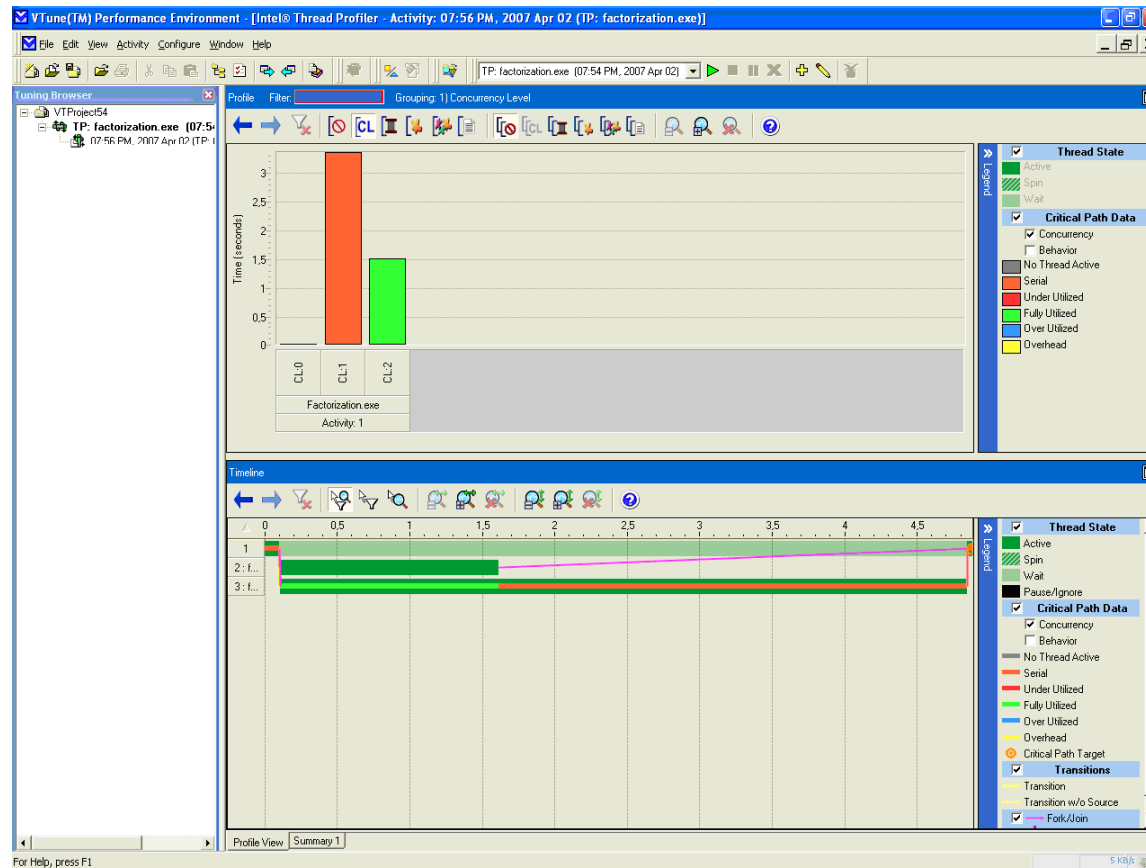 VTune(TM) Performance Environment - [Intel® Thread Profiler - Activity: 07:56 PM, 2007 Apr 02 (TP: factorization.exe)]
File Edit View Activity Configure Window Help
TP: factorization.exe (07:54 PM, 2007 Apr 02)
Tuning Browser
VTProject54
TP: factorization.exe (07:5
07:56 PM, 2007 Apr 02 (TP:
Profile Filter: Grouping: 1) Concurrency Level
CL CL
Time (seconds)
3
2,5
2
1,5
1
0,5
0
CL:0 CL:1 CL:2
Factorization.exe
Activity: 1
Legend
Thread State
Active
Spin
Wait
Critical Path Data
Concurrency
Behavior
No Thread Active
Serial
Under Utilized
Fully Utilized
Over Utilized
Overhead
Timeline
0 0,5 1 1,5 2 2,5 3 3,5 4 4,5
1
2 : f...
3 : f...
Legend
Thread State
Active
Spin
Wait
Pause/Ignore
Critical Path Data
Concurrency
Behavior
No Thread Active
Serial
Under Utilized
Fully Utilized
Over Utilized
Overhead
Critical Path Target
Transitions
Transition
Transition w/o Source
Fork/Join
Profile View Summary 1
For Help, press F1
5 KB/s